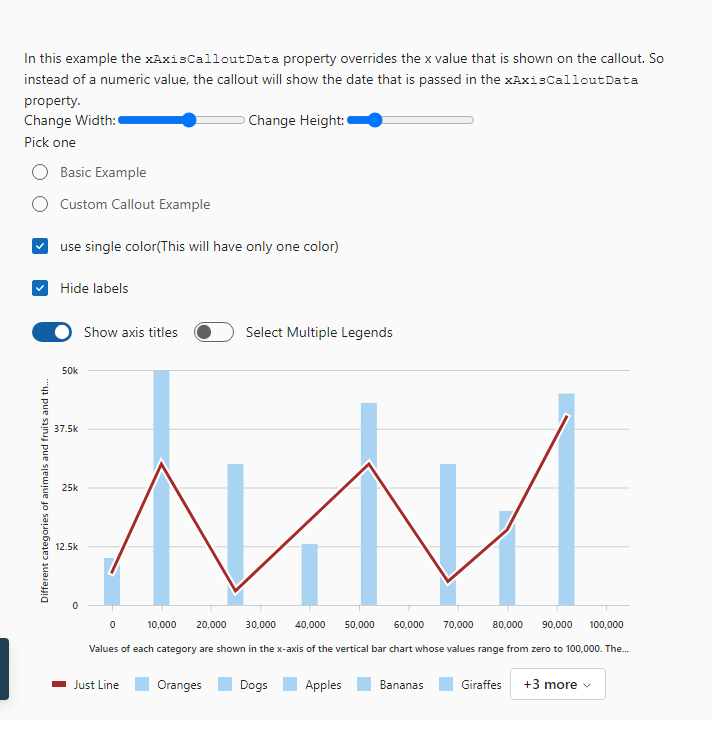 In this example the xAxisCalloutData property overrides the x value that is shown on the callout. So
instead of a numeric value, the callout will show the date that is passed in the xAxisCalloutData
property.
Change Width: Change Height:
Pick one
Basic Example
Custom Callout Example
use single color(This will have only one color)
Hide labels
Show axis titles Select Multiple Legends
Different categories of animals and fruits and th...
50k
37.5k
25k
12.5k
0
0 10,000 20,000 30,000 40,000 50,000 60,000 70,000 80,000 90,000 100,000
Values of each category are shown in the x-axis of the vertical bar chart whose values range from zero to 100,000. The...
Just Line Oranges Dogs Apples Bananas Giraffes +3 more